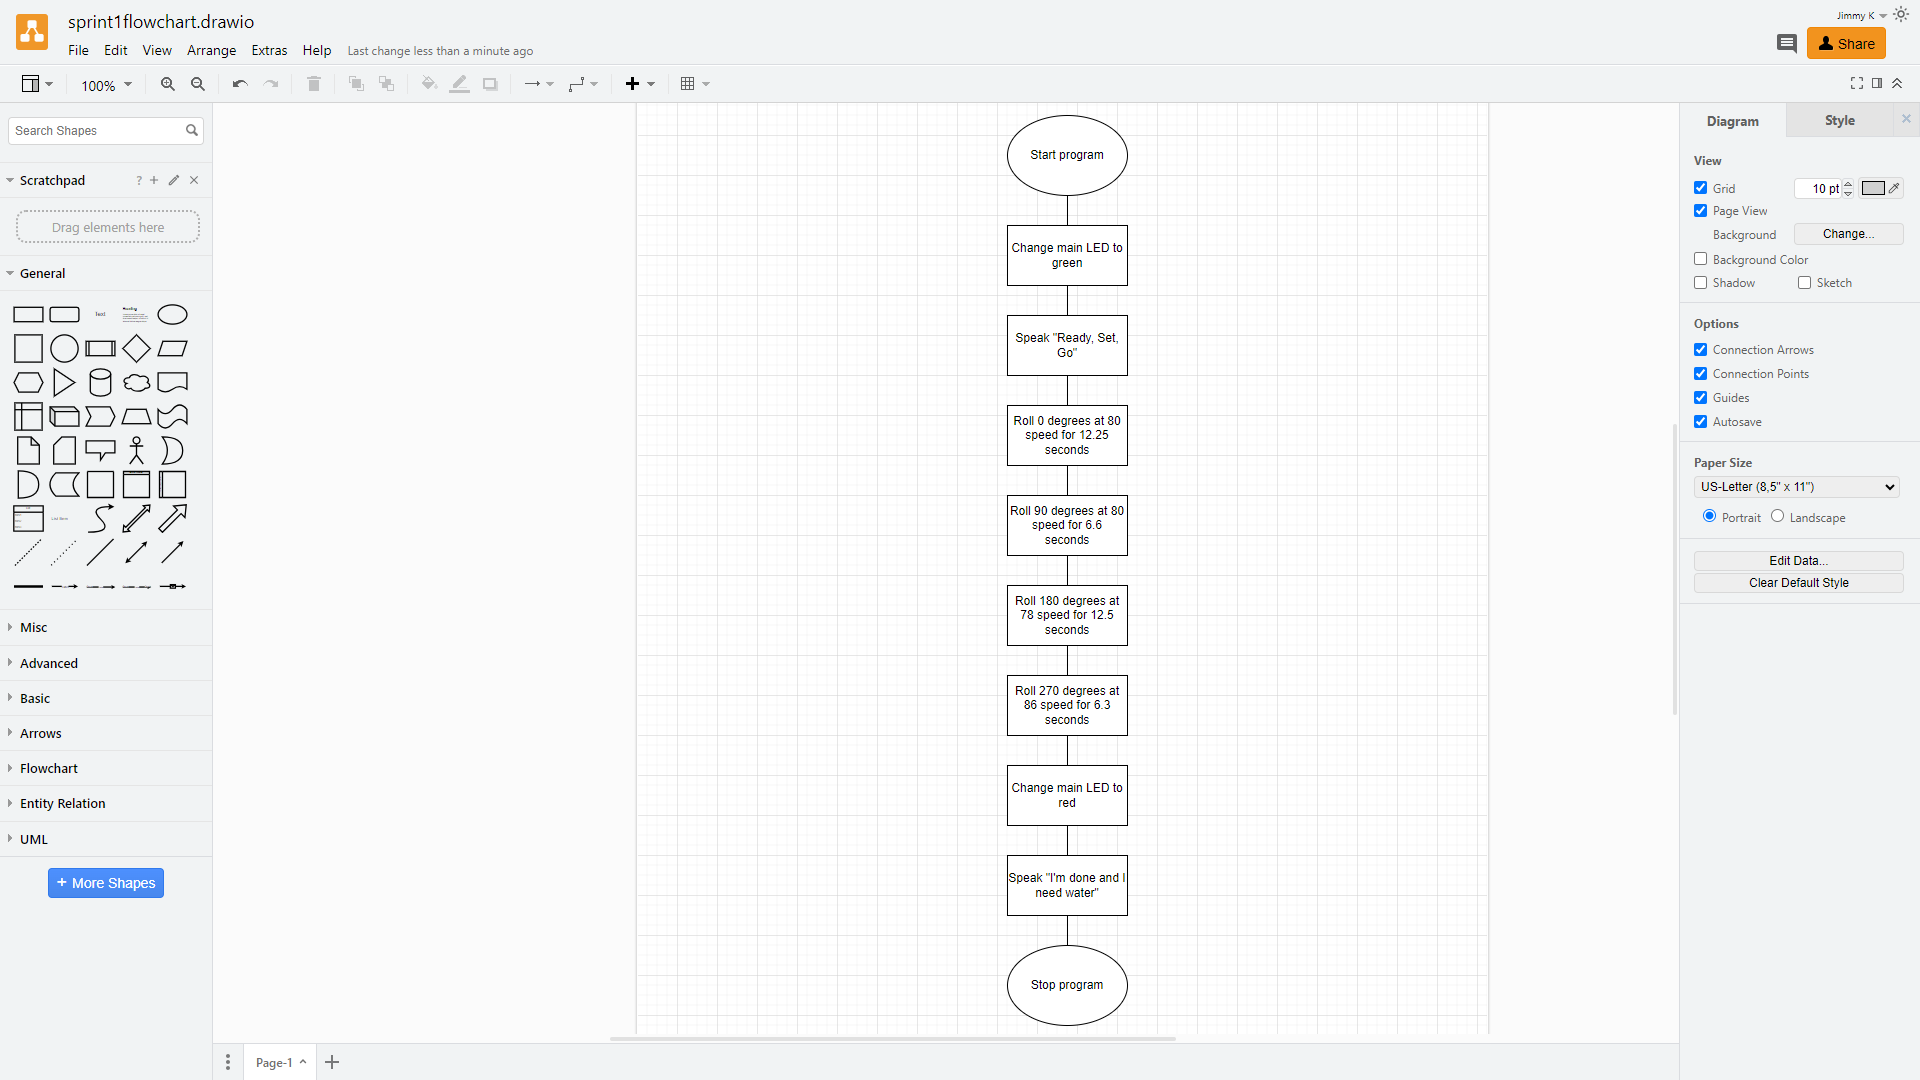 sprint1flowchart.drawio
Jimmy K
File Edit View Arrange Extras Help Last change less than a minute ago
Share
100%
Search Shapes
Scratchpad
?
Drag elements here
General
Text
Heading
List Item
Misc
Advanced
Basic
Arrows
Flowchart
Entity Relation
UML
+ More Shapes
Start program
Change main LED to
green
Speak "Ready, Set,
Go"
Roll 0 degrees at 80
speed for 12.25
seconds
Roll 90 degrees at 80
speed for 6.6
seconds
Roll 180 degrees at
78 speed for 12.5
seconds
Roll 270 degrees at
86 speed for 6.3
seconds
Change main LED to
red
Speak "I'm done and I
need water"
Stop program
Page-1
Diagram Style
View
Grid 10 pt
Page View
Background Change...
Background Color
Shadow Sketch
Options
Connection Arrows
Connection Points
Guides
Autosave
Paper Size
US-Letter (8,5" x 11")
Portrait Landscape
Edit Data...
Clear Default Style